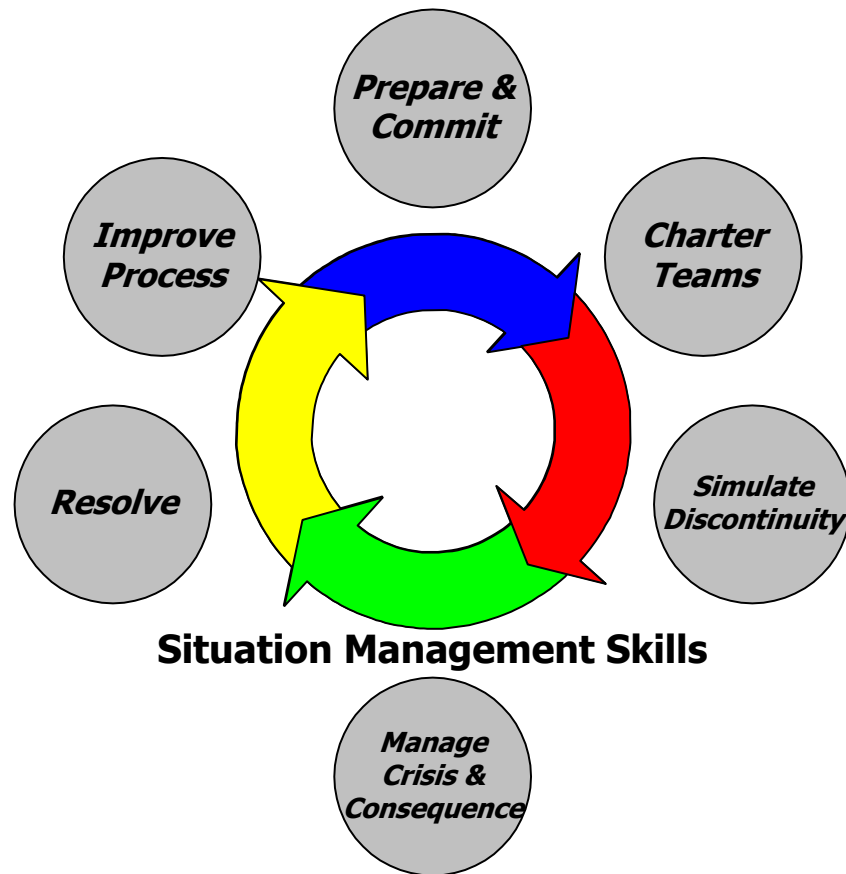 Prepare &
Commit
Improve
Process
Charter
Teams
Resolve
Simulate
Discontinuity
Situation Management Skills
Manage
Crisis &
Consequence